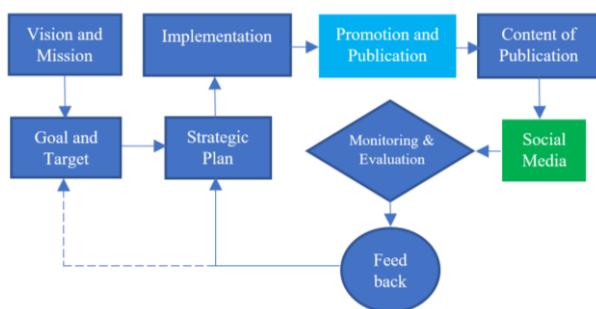 Vision and
Mission
Goal and
Target
Strategic
Plan
Implementation
Promotion and
Publication
Content of
Publication
Social
Media
Monitoring &
Evaluation
Feed
back